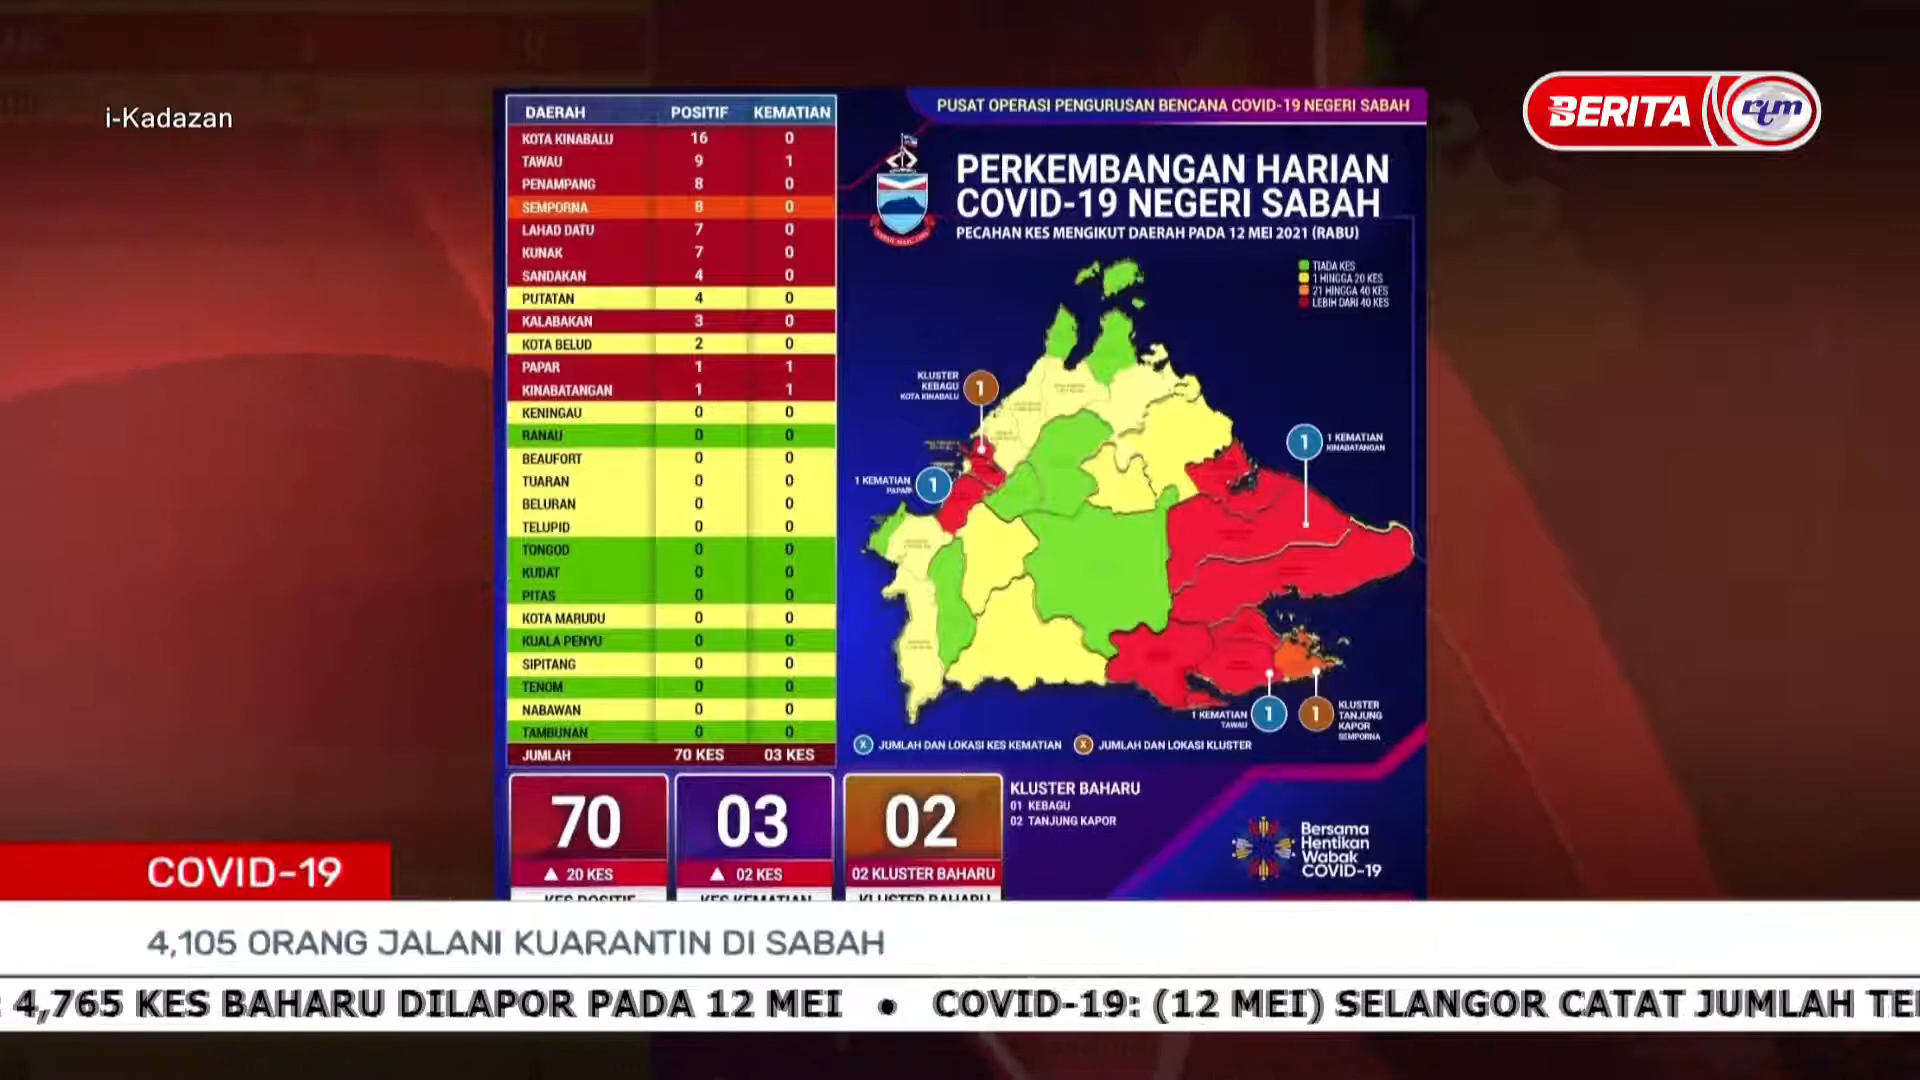 i-Kadazan
BERITA rtm
DAERAH POSITIF KEMATIAN
KOTA KINABALU 16 0
TAWAU 9 1
PENAMPANG 8 0
SEMPORNA 8 0
LAHAD DATU 7 0
KUNAK 7 0
SANDAKAN 4 0
PUTATAN 4 0
KALABAKAN 3 0
KOTA BELUD 2 0
PAPAR 1 1
KINABATANGAN 1 1
KENINGAU 0 0
RANAU 0 0
BEAUFORT 0 0
TUARAN 0 0
BELURAN 0 0
TELUPID 0 0
TONGOD 0 0
KUDAT 0 0
PITAS 0 0
KOTA MARUDU 0 0
KUALA PENYU 0 0
SIPITANG 0 0
TENOM 0 0
NABAWAN 0 0
TAMBUNAN 0 0
JUMLAH 70 KES 03 KES
70
▲ 20 KES
KES POSITIF
03
▲ 02 KES
KES KEMATIAN
02
02 KLUSTER BAHARU
KLUSTER BAHARU
PUSAT OPERASI PENGURUSAN BENCANA COVID-19 NEGERI SABAH
PERKEMBANGAN HARIAN
COVID-19 NEGERI SABAH
PECAHAN KES MENGIKUT DAERAH PADA 12 MEI 2021 (RABU)
TIADA KES
1 HINGGA 20 KES
21 HINGGA 40 KES
LEBIH DARI 40 KES
KLUSTER
KEBAGU
KOTA KINABALU
1
1 KEMATIAN
KINABATANGAN
1
1 KEMATIAN
PAPAR
1
1 KEMATIAN
TAWAU
1
1
KLUSTER
TANJUNG
KAPOR
SEMPORNA
X JUMLAH DAN LOKASI KES KEMATIAN
X JUMLAH DAN LOKASI KLUSTER
KLUSTER BAHARU
01 KEBAGU
02 TANJUNG KAPOR
Bersama
Hentikan
Wabak
COVID-19
COVID-19
4,105 ORANG JALANI KUARANTIN DI SABAH
: 4,765 KES BAHARU DILAPOR PADA 12 MEI • COVID-19: (12 MEI) SELANGOR CATAT JUMLAH TE